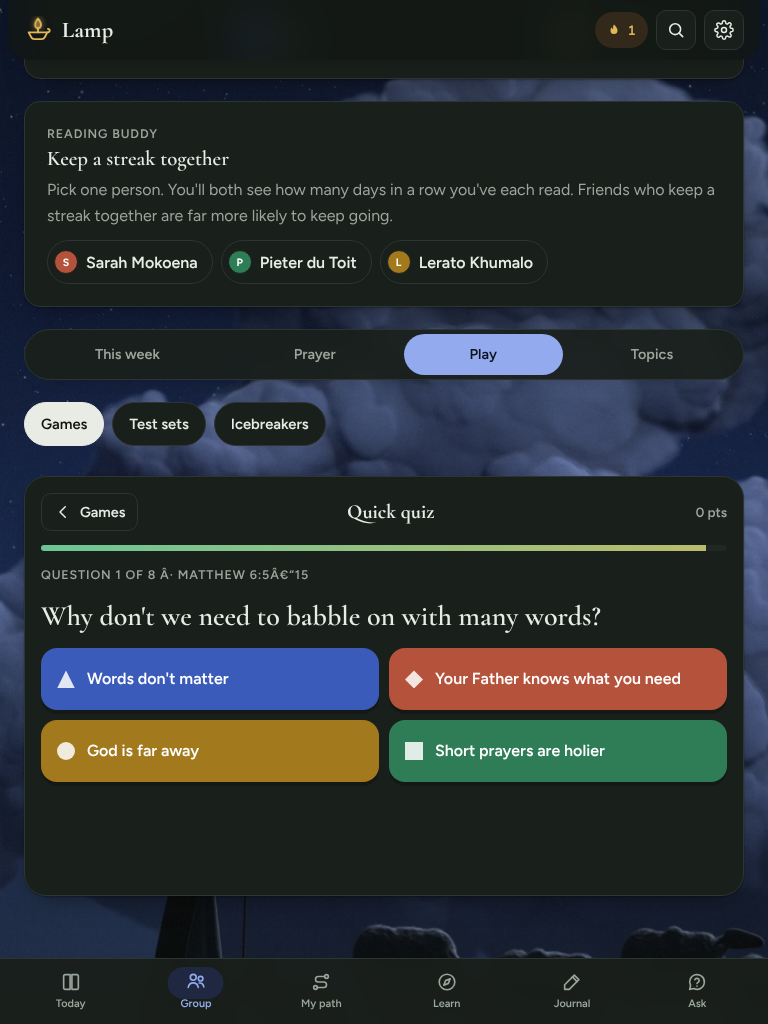 Lamp
1
READING BUDDY
Keep a streak together
Pick one person. You'll both see how many days in a row you've each read. Friends who keep a
streak together are far more likely to keep going.
S Sarah Mokoena P Pieter du Toit L Lerato Khumalo
This week Prayer Play Topics
Games Test sets Icebreakers
Games Quick quiz 0 pts
QUESTION 1 OF 8 Â· MATTHEW 6:5Â€“15
Why don't we need to babble on with many words?
Words don't matter Your Father knows what you need
God is far away Short prayers are holier
Today Group My path Learn Journal Ask